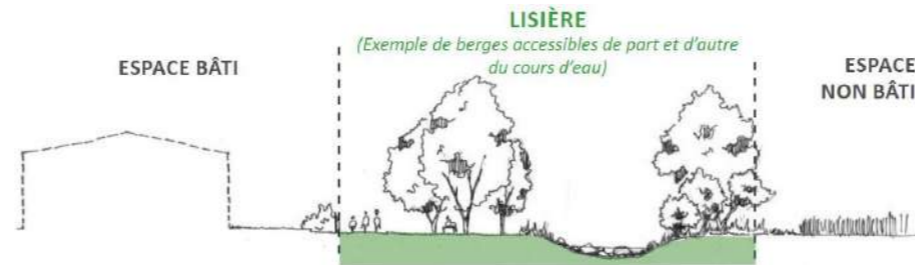 LISIÈRE
(Exemple de berges accessibles de part et d'autre
du cours d'eau)
ESPACE BÂTI
ESPACE
NON BÂTI